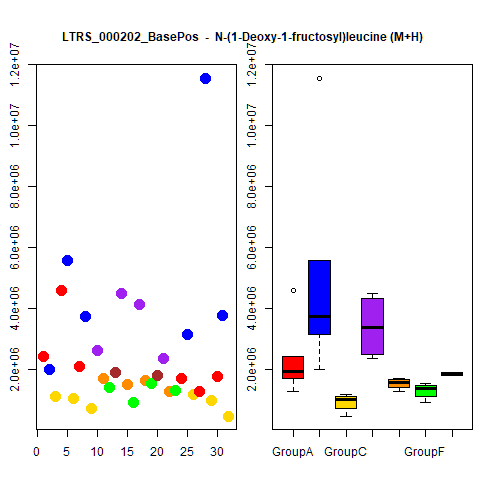 LTRS_000202_BasePos - N-(1-Deoxy-1-fructosyl)leucine (M+H)
1.2e+07
1.0e+07
8.0e+06
6.0e+06
4.0e+06
2.0e+06
0 5 10 15 20 25 30
1.2e+07
1.0e+07
8.0e+06
6.0e+06
4.0e+06
2.0e+06
GroupA GroupC GroupF